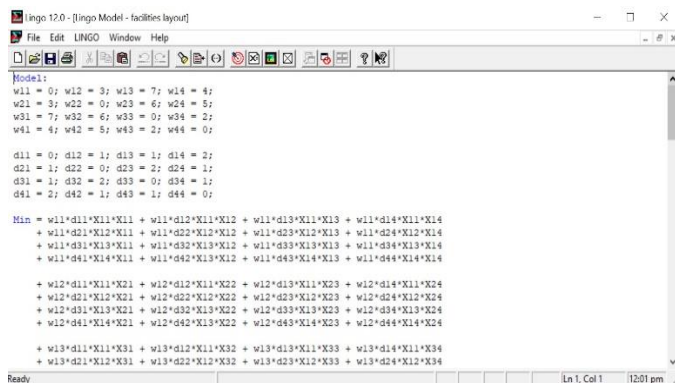 Lingo 12.0 - [Lingo Model - facilities layout]
File Edit LINGO Window Help
Model:
w11 = 0; w12 = 3; w13 = 7; w14 = 4;
w21 = 3; w22 = 0; w23 = 6; w24 = 5;
w31 = 7; w32 = 6; w33 = 0; w34 = 2;
w41 = 4; w42 = 5; w43 = 2; w44 = 0;
d11 = 0; d12 = 1; d13 = 1; d14 = 2;
d21 = 1; d22 = 0; d23 = 2; d24 = 1;
d31 = 1; d32 = 2; d33 = 0; d34 = 1;
d41 = 2; d42 = 1; d43 = 1; d44 = 0;
Min = w11*d11*X11*X11 + w11*d12*X11*X12 + w11*d13*X11*X13 + w11*d14*X11*X14
+ w11*d21*X12*X11 + w11*d22*X12*X12 + w11*d23*X12*X13 + w11*d24*X12*X14
+ w11*d31*X13*X11 + w11*d32*X13*X12 + w11*d33*X13*X13 + w11*d34*X13*X14
+ w11*d41*X14*X11 + w11*d42*X13*X12 + w11*d43*X14*X13 + w11*d44*X14*X14
+ w12*d11*X11*X21 + w12*d12*X11*X22 + w12*d13*X11*X23 + w12*d14*X11*X24
+ w12*d21*X12*X21 + w12*d22*X12*X22 + w12*d23*X12*X23 + w12*d24*X12*X24
+ w12*d31*X13*X21 + w12*d32*X13*X22 + w12*d33*X13*X23 + w12*d34*X13*X24
+ w12*d41*X14*X21 + w12*d42*X13*X22 + w12*d43*X14*X23 + w12*d44*X14*X24
+ w13*d11*X11*X31 + w13*d12*X11*X32 + w13*d13*X11*X33 + w13*d14*X11*X34
+ w13*d21*X12*X31 + w13*d22*X12*X32 + w13*d23*X12*X33 + w13*d24*X12*X34
Ready Ln 1, Col 1 12:01 pm